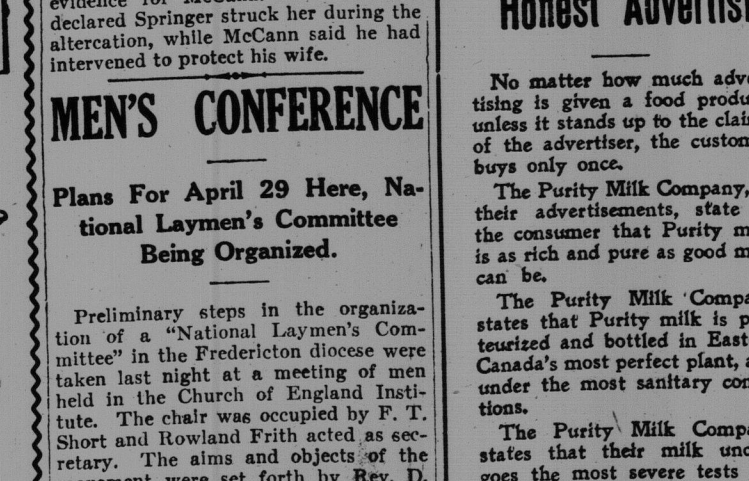 declared Springer struck her during the
altercation, while McCann said he had
intervened to protect his wife.
MEN'S CONFERENCE
Plans For April 29 Here, Na-
tional Laymen's Committee
Being Organized.
Preliminary steps in the organiza-
tion of a "National Laymen's Com-
mittee" in the Fredericton diocese were
taken last night at a meeting of men
held in the Church of England Insti-
tute. The chair was occupied by F. T.
Short and Rowland Frith acted as sec-
retary. The aims and objects of the
were set forth by Rev. D.
Honest
No matter how much adve
tising is given a food produ
unless it stands up to the clai
of the advertiser, the custom
buys only once.
The Purity Milk Company,
their advertisements, state
the consumer that Purity m
is as rich and pure as good m
can be.
The Purity Milk Compa
states that Purity milk is p
teurized and bottled in East
Canada's most perfect plant, a
under the most sanitary con
tions.
The Purity Milk Compa
states that their milk und
goes the most severe tests